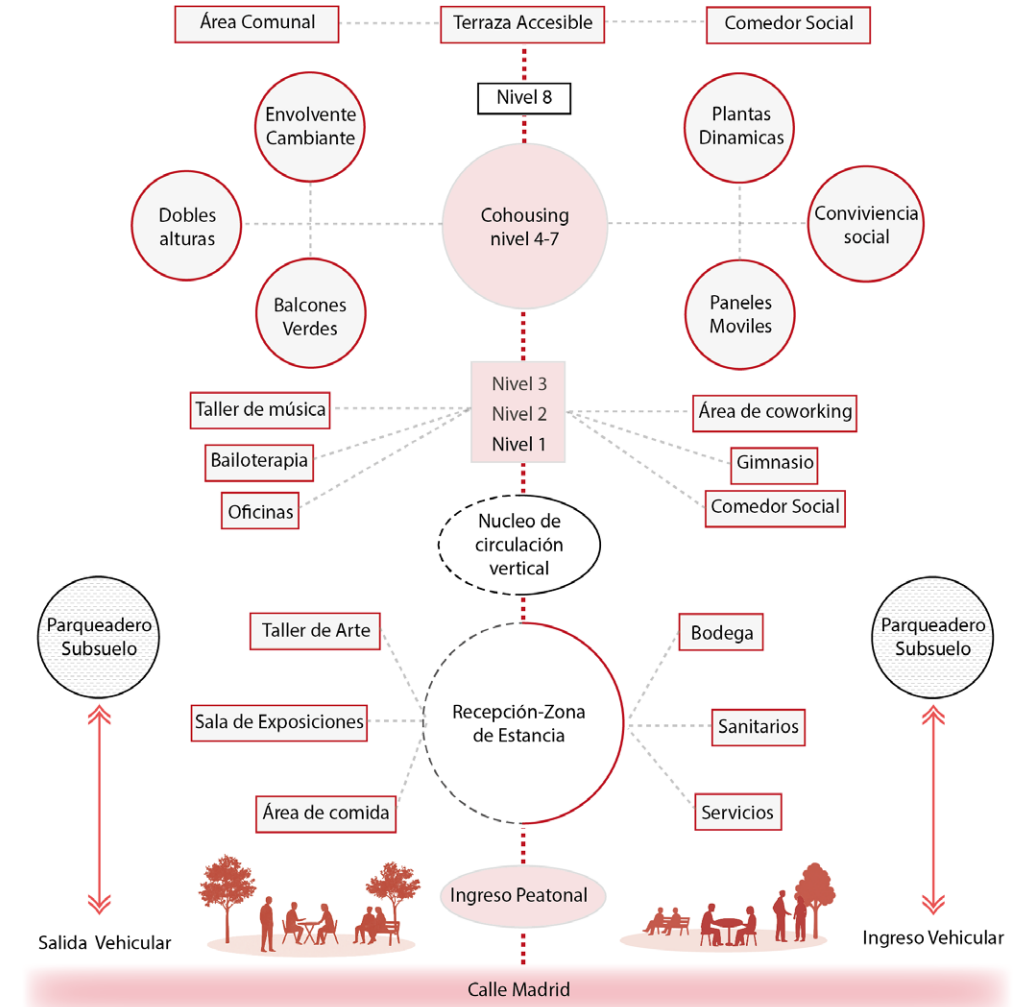 Área Comunal
Terraza Accesible
Comedor Social
Nivel 8
Envolvente
Cambiante
Plantas
Dinamicas
Dobles
alturas
Cohousing
nivel 4-7
Conviviencia
social
Balcones
Verdes
Paneles
Moviles
Nivel 3
Nivel 2
Nivel 1
Taller de música
Bailoterapia
Oficinas
Área de coworking
Gimnasio
Comedor Social
Nucleo de
circulación
vertical
Parqueadero
Subsuelo
Taller de Arte
Sala de Exposiciones
Área de comida
Recepción-Zona
de Estancia
Bodega
Sanitarios
Servicios
Parqueadero
Subsuelo
Ingreso Peatonal
Salida Vehicular
Ingreso Vehicular
Calle Madrid